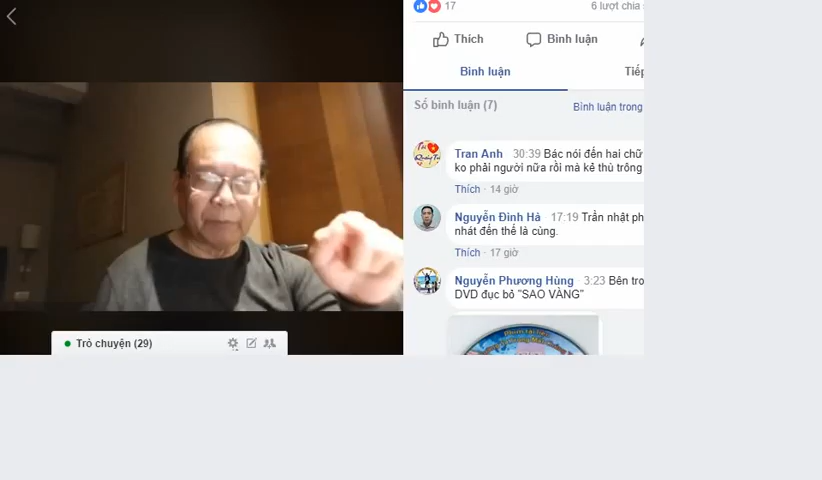 17
6 lượt chia
Thích
Bình luận
Bình luận
Tiếp
Số bình luận (7)
Bình luận trong
Tran Anh 30:39 Bác nói đến hai chữ
ko phải người nữa rồi mà kẻ thù trông
Thích · 14 giờ
Nguyễn Đình Hà 17:19 Trần nhật ph
nhát đến thế là cùng.
Thích · 17 giờ
Nguyễn Phương Hùng · 3:23 Bên tro
DVD đục bỏ "SAO VÀNG"
Trò chuyện (29)